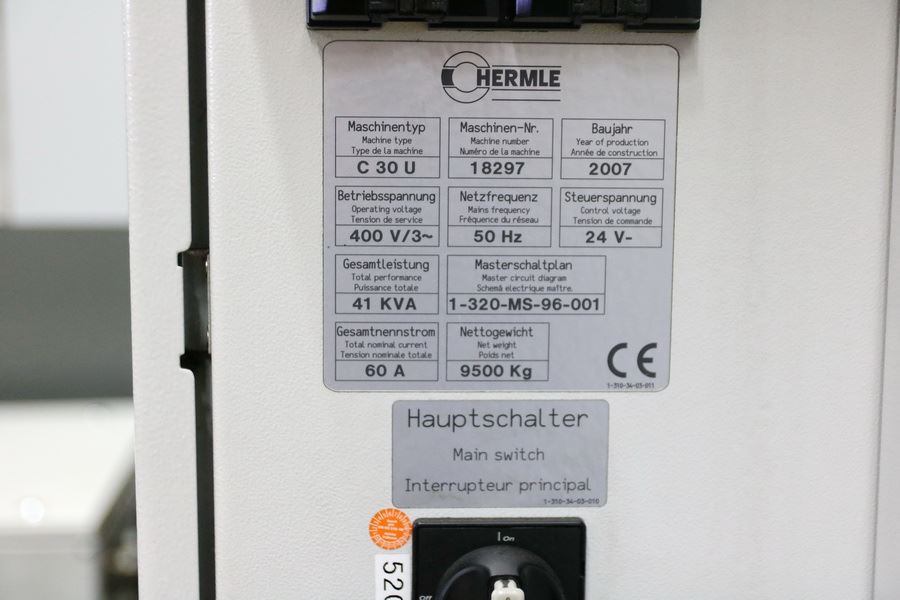 HERMLE
Maschinentyp
Machine type
Type de la machine
C 30 U
Maschinen-Nr.
Machine number
Numéro de la machine
18297
Baujahr
Year of production
Année de construction
2007
Betriebsspannung
Operating voltage
Tension de service
400 V/3~
Netzfrequenz
Mains frequency
Fréquence du réseau
50 Hz
Steuerspannung
Control voltage
Tension de commande
24 V-
Gesamtleistung
Total performance
Puissance totale
41 KVA
Masterschaltplan
Master circuit diagram
Schemá electrique maître.
1-320-MS-96-001
Gesamtnennstrom
Total nominal current
Tension nominale totale
60 A
Nettogewicht
Net weight
Poids net
9500 Kg
CE
1-310-34-03-011
Hauptschalter
Main switch
Interrupteur principal
1-310-34-03-010
I On
Off
520